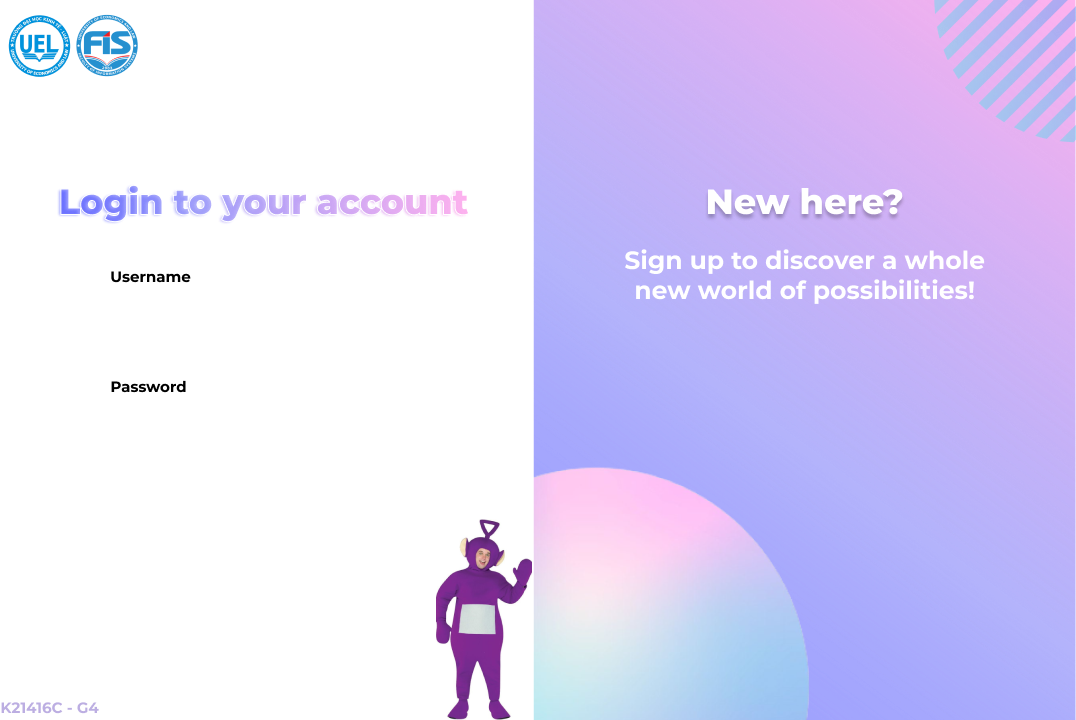 UEL
FIS
Login to your account
Username
Password
K21416C - G4
New here?
Sign up to discover a whole
new world of possibilities!